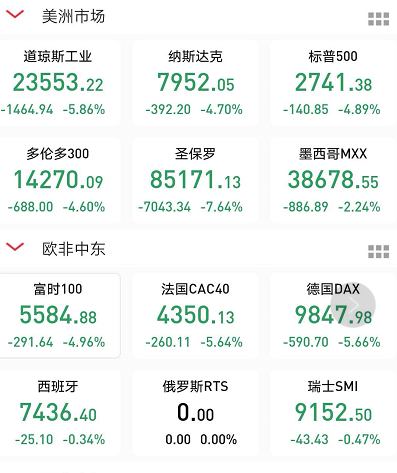 美洲市场
道琼斯工业 纳斯达克 标普500
23553.22 7952.05 2741.38
-1464.94 -5.86% -392.20 -4.70% -140.85 -4.89%
多伦多300 圣保罗 墨西哥MXX
14270.09 85171.13 38678.55
-688.00 -4.60% -7043.34 -7.64% -886.89 -2.24%
欧非中东
富时100 法国CAC40 德国DAX
5584.88 4350.13 9847.98
-291.64 -4.96% -260.11 -5.64% -590.70 -5.66%
西班牙 俄罗斯RTS 瑞士SMI
7436.40 0.00 9152.50
-25.10 -0.34% 0.00 0.00% -43.43 -0.47%